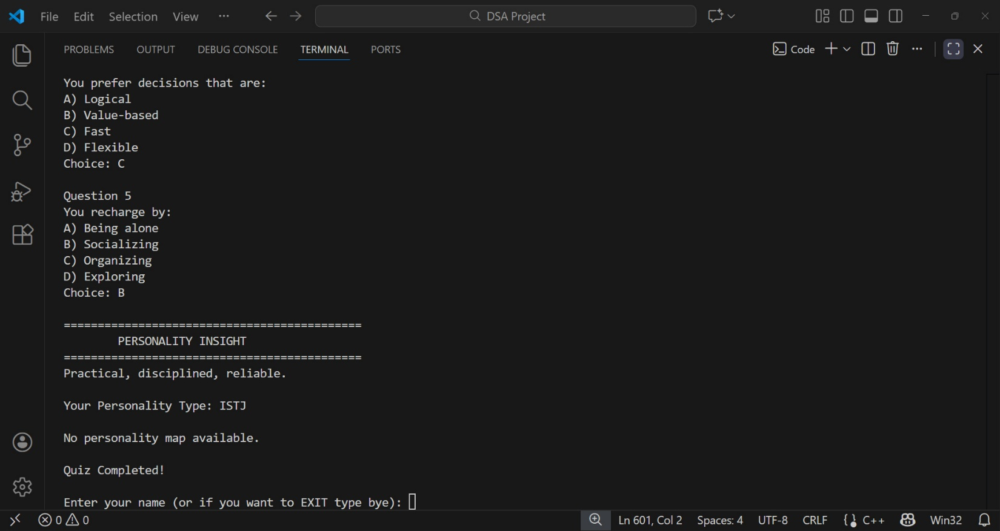 File Edit Selection View ··· DSA Project
PROBLEMS OUTPUT DEBUG CONSOLE TERMINAL PORTS Code
You prefer decisions that are:
A) Logical
B) Value-based
C) Fast
D) Flexible
Choice: C
Question 5
You recharge by:
A) Being alone
B) Socializing
C) Organizing
D) Exploring
Choice: B
============================================
PERSONALITY INSIGHT
============================================
Practical, disciplined, reliable.
Your Personality Type: ISTJ
No personality map available.
Quiz Completed!
Enter your name (or if you want to EXIT type bye):
0 0 Ln 601, Col 2 Spaces: 4 UTF-8 CRLF { } C++ Win32